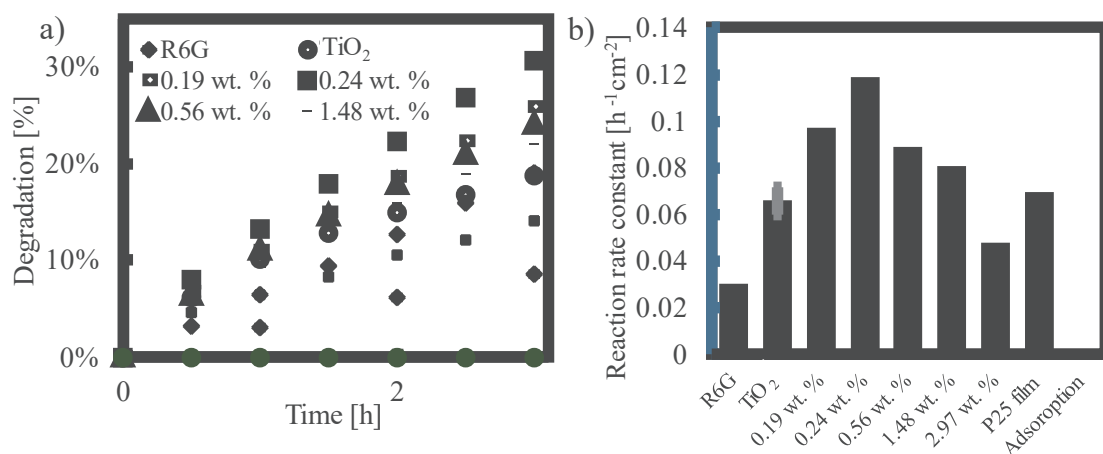 a)
Degradation [%]
30%
20%
10%
0%
R6G
TiO2
0.19 wt. %
0.24 wt. %
0.56 wt. %
1.48 wt. %
0
2
Time [h]
b)
Reaction rate constant [h -1cm-2]
0.14
0.12
0.1
0.08
0.06
0.04
0.02
0
R6G
TiO2
0.19 wt. %
0.24 wt. %
0.56 wt. %
1.48 wt. %
2.97 wt. %
P25 film
Adsoroption